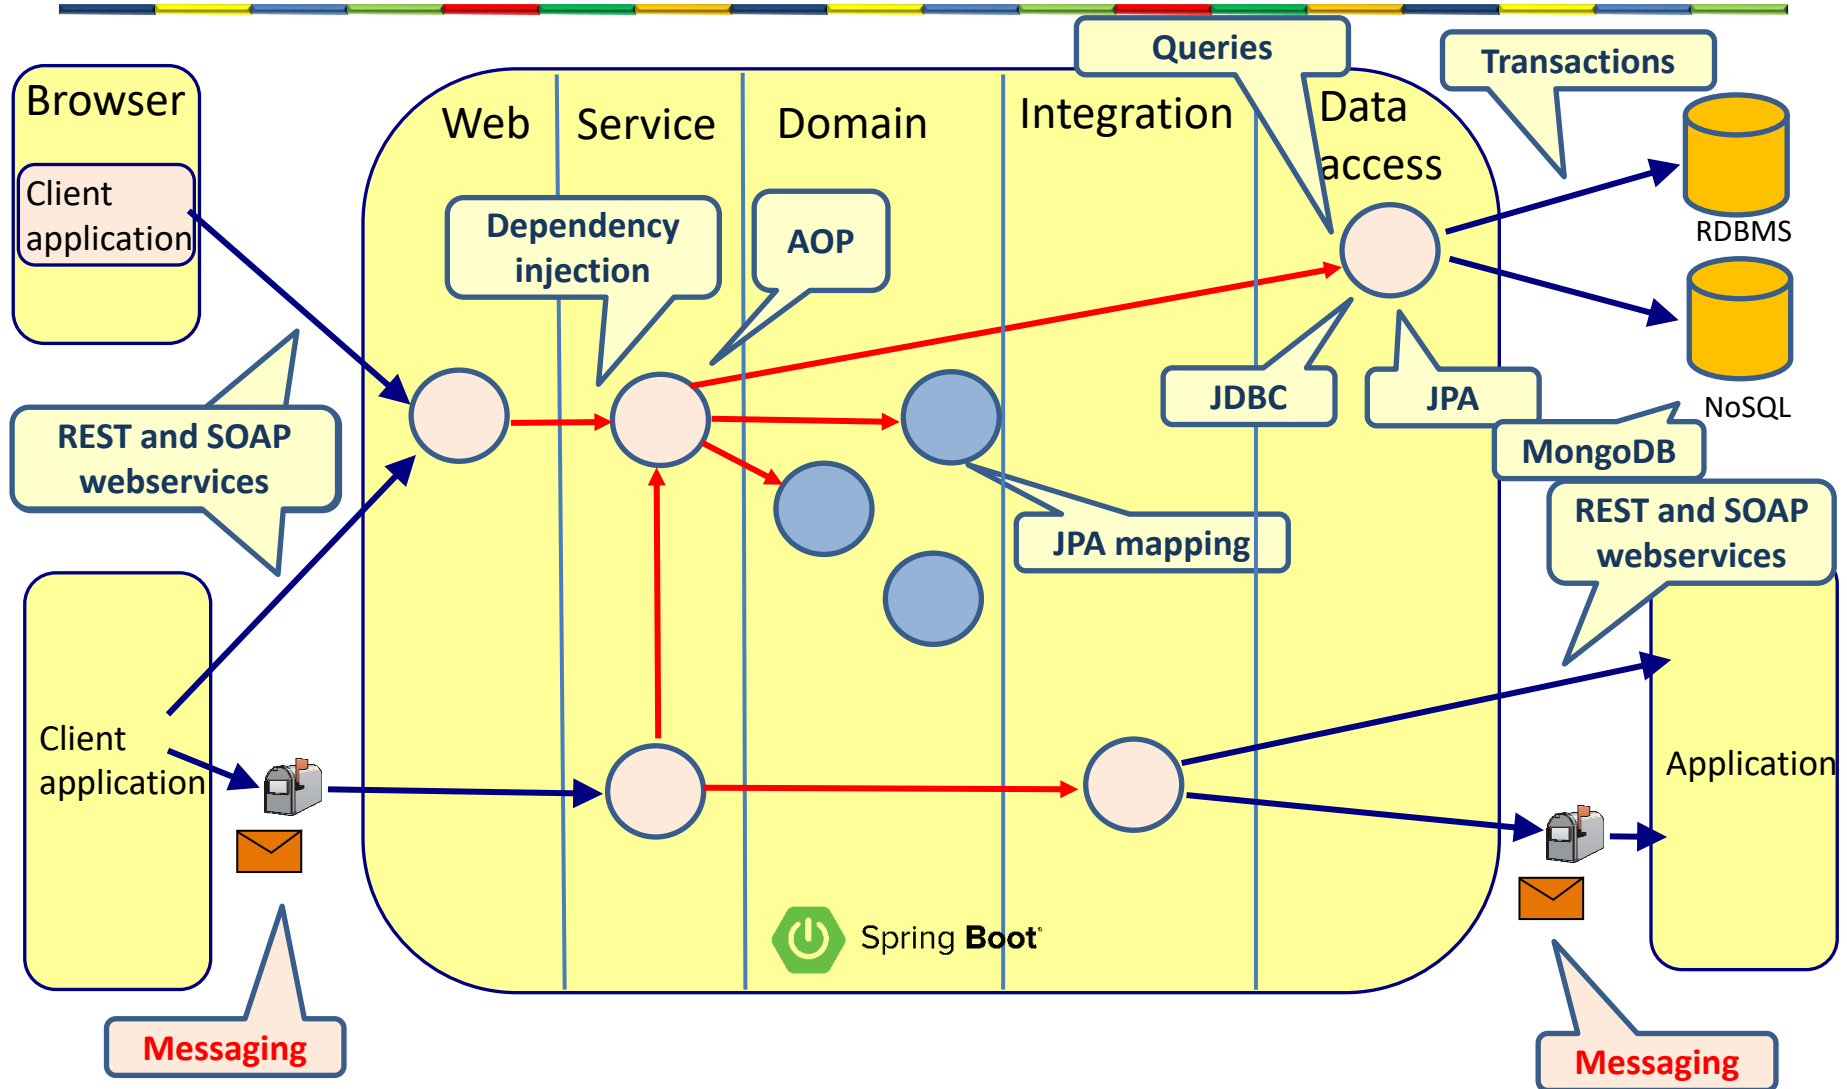 Queries
Transactions
Browser
Web
Service
Domain
Integration
Data
access
Client
application
Dependency
injection
AOP
RDBMS
JDBC
JPA
NoSQL
REST and SOAP
webservices
MongoDB
REST and SOAP
webservices
JPA mapping
Client
application
Application
Spring Boot
Messaging
Messaging